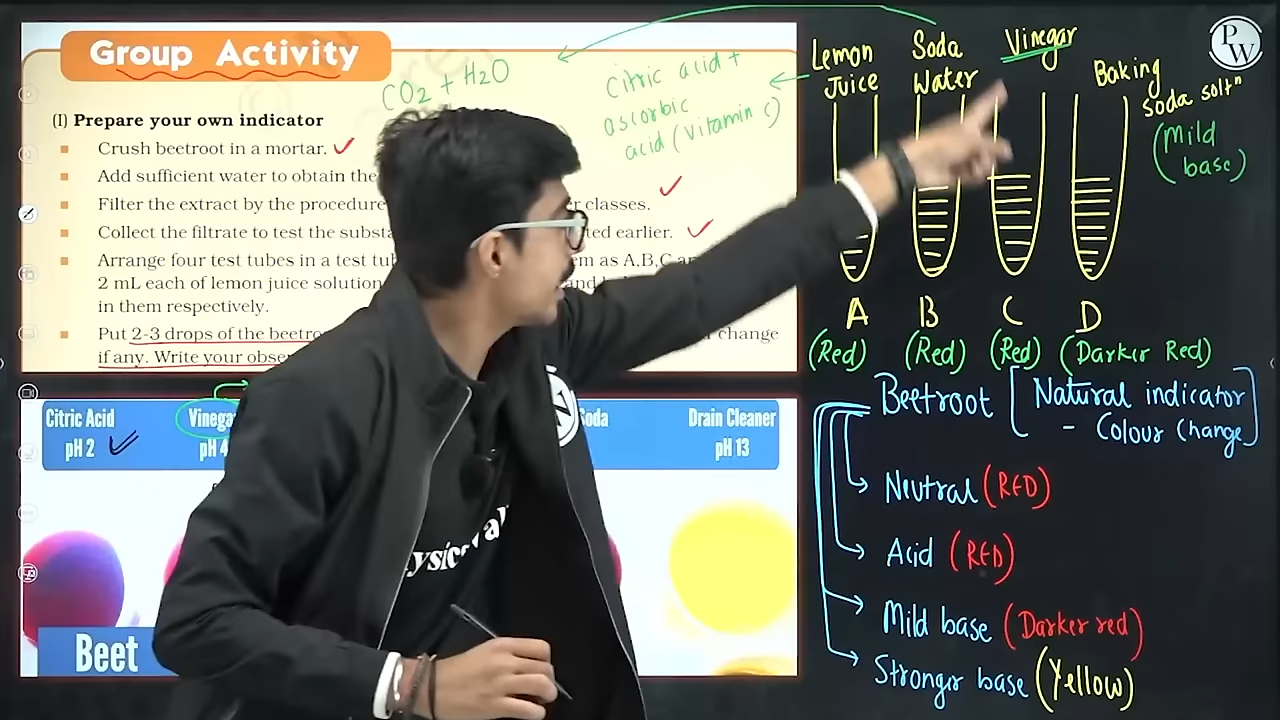 Group Activity
CO2 + H2O
Citric acid +
ascorbic
acid (Vitamin C)
(I) Prepare your own indicator
Crush beetroot in a mortar.
Add sufficient water to obtain the
Filter the extract by the procedure
classes.
Collect the filtrate to test the substa
ted earlier.
Arrange four test tubes in a test tu
em as A,B,C
2 mL each of lemon juice solution
in them respectively.
Put 2-3 drops of the beetro
change
if any. Write your obse
Citric Acid
pH 2
Vinega
pH 4
Soda
Drain Cleaner
pH 13
Beet
ysics
Wal
PW
Lemon
Juice
Soda
Water
Vinegar
Baking
Soda soltn
(Mild
base)
A B C D
(Red) (Red) (Red) (Darker Red)
Beetroot [Natural indicator
- Colour Change]
Neutral (RED)
Acid (RED)
Mild base (Darker red)
Stronger base (Yellow)